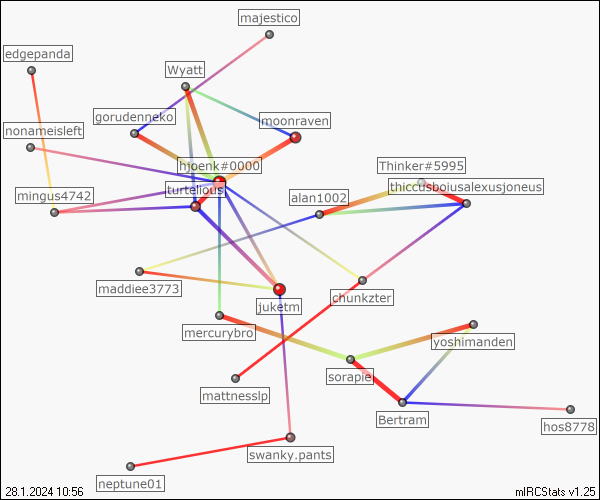 majestico
edgepanda
Wyatt
gorudenneko
moonraven
nonameisleft
hjoenk#0000
Thinker#5995
turtelious
thiccusboiusalexusjoneus
mingus4742
alan1002
maddiee3773
chunkzter
juketm
mercurybro
yoshimanden
sorapie
mattnesslp
Bertram
hos8778
swanky.pants
neptune01
28.1.2024 10:56
mIRCStats v1.25